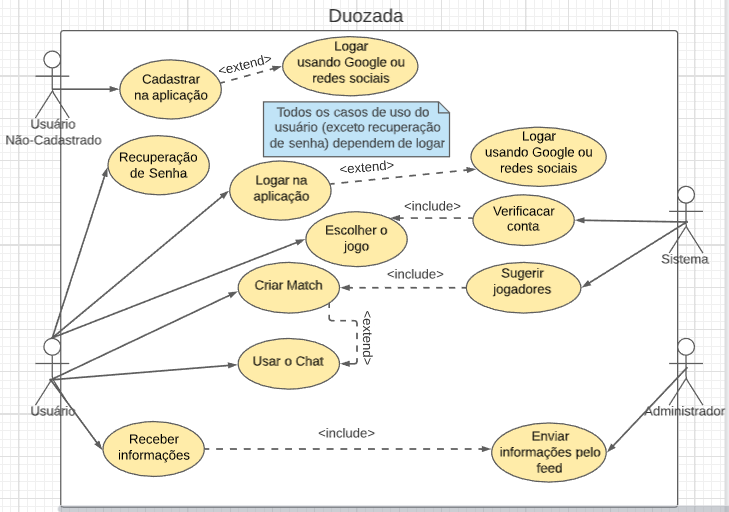 Duozada
Cadastrar
na aplicação
<extend>
Logar
usando Google ou
redes sociais
Usuário
Não-Cadastrado
Todos os casos de uso do
usuário (exceto recuperação
de senha) dependem de logar
Recuperação
de Senha
Logar na
aplicação
<extend>
Logar
usando Google ou
redes sociais
Escolher o
jogo
<include>
Verificacar
conta
Sistema
Criar Match
<include>
Sugerir
jogadores
<extend>
Usar o Chat
Usuário
Administrador
Receber
informações
<include>
Enviar
informações pelo
feed